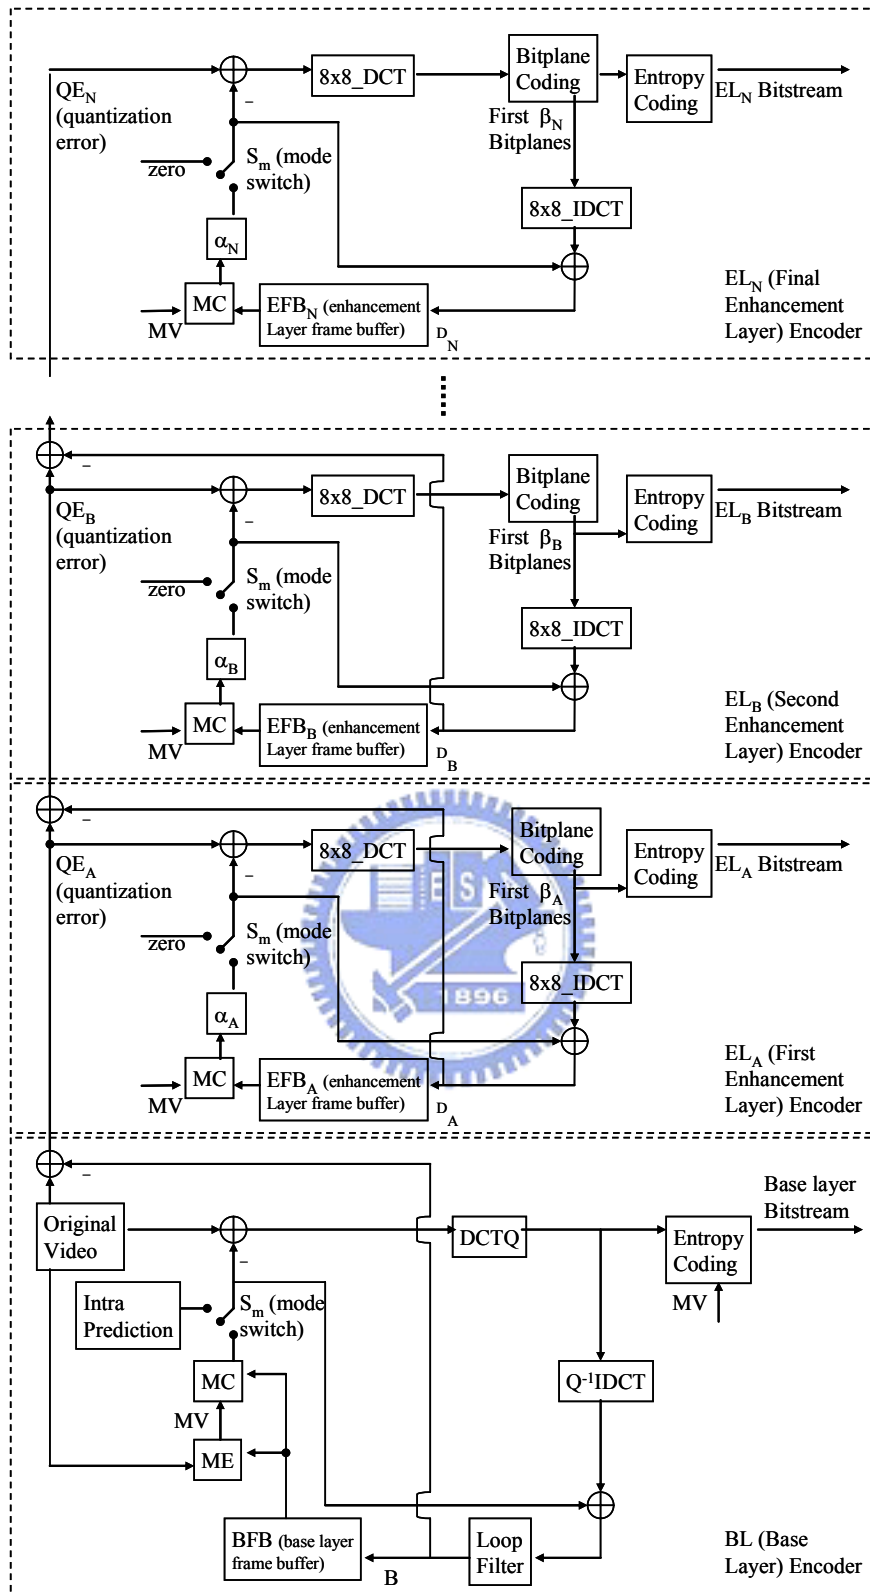 QE_N
(quantization
error)
8x8_DCT
Bitplane
Coding
Entropy
Coding
EL_N Bitstream
First β_N
Bitplanes
–
zero
S_m (mode
switch)
α_N
8x8_IDCT
MC
MV
EFB_N (enhancement
Layer frame buffer)
D_N
EL_N (Final
Enhancement
Layer) Encoder
–
QE_B
(quantization
error)
8x8_DCT
Bitplane
Coding
Entropy
Coding
EL_B Bitstream
First β_B
Bitplanes
–
zero
S_m (mode
switch)
α_B
8x8_IDCT
MC
MV
EFB_B (enhancement
Layer frame buffer)
D_B
EL_B (Second
Enhancement
Layer) Encoder
–
QE_A
(quantization
error)
8x8_DCT
Bitplane
Coding
Entropy
Coding
EL_A Bitstream
First β_A
Bitplanes
–
E S
zero
S_m (mode
switch)
8x8_IDCT
1896
α_A
MC
MV
EFB_A (enhancement
Layer frame buffer)
D_A
EL_A (First
Enhancement
Layer) Encoder
–
Original
Video
DCTQ
Entropy
Coding
Base layer
Bitstream
MV
–
Intra
Prediction
S_m (mode
switch)
MC
MV
ME
Q⁻¹IDCT
BFB (base layer
frame buffer)
B
Loop
Filter
BL (Base
Layer) Encoder